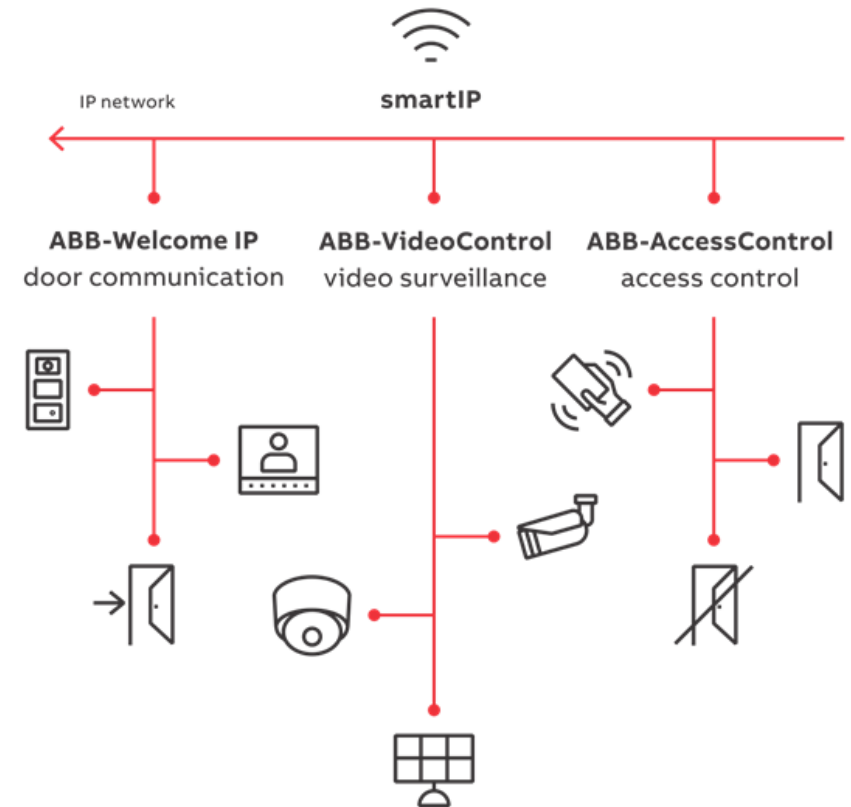 IP network
smartIP
ABB-Welcome IP
door communication
ABB-VideoControl
video surveillance
ABB-AccessControl
access control